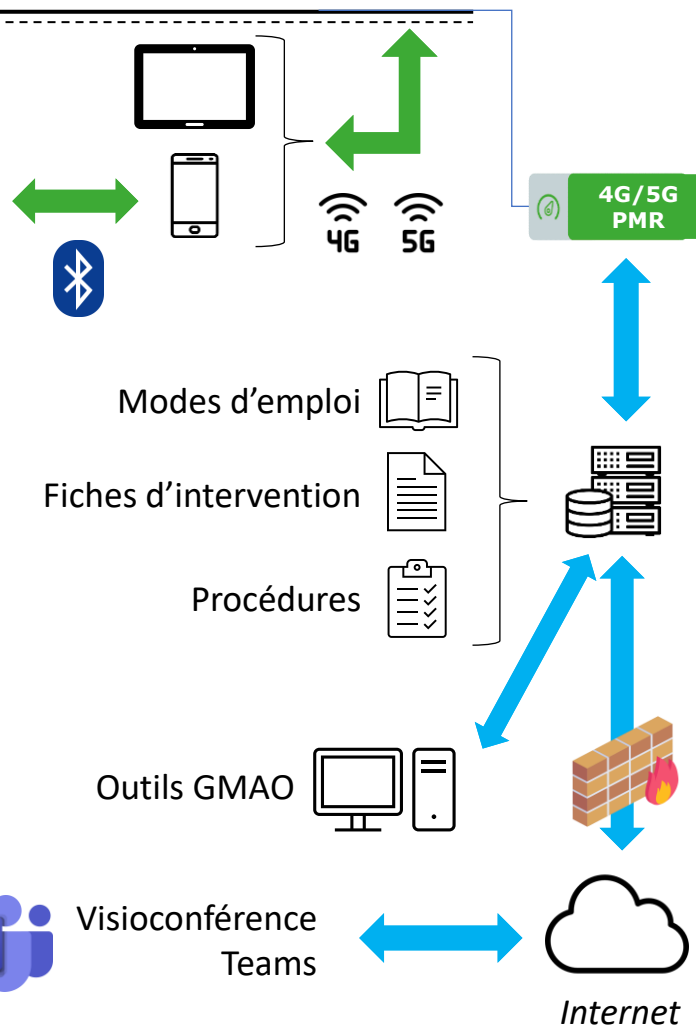 4G/5G
PMR
4G
5G
Modes d’emploi
Fiches d’intervention
Procédures
Outils GMAO
Visioconférence
Teams
Internet